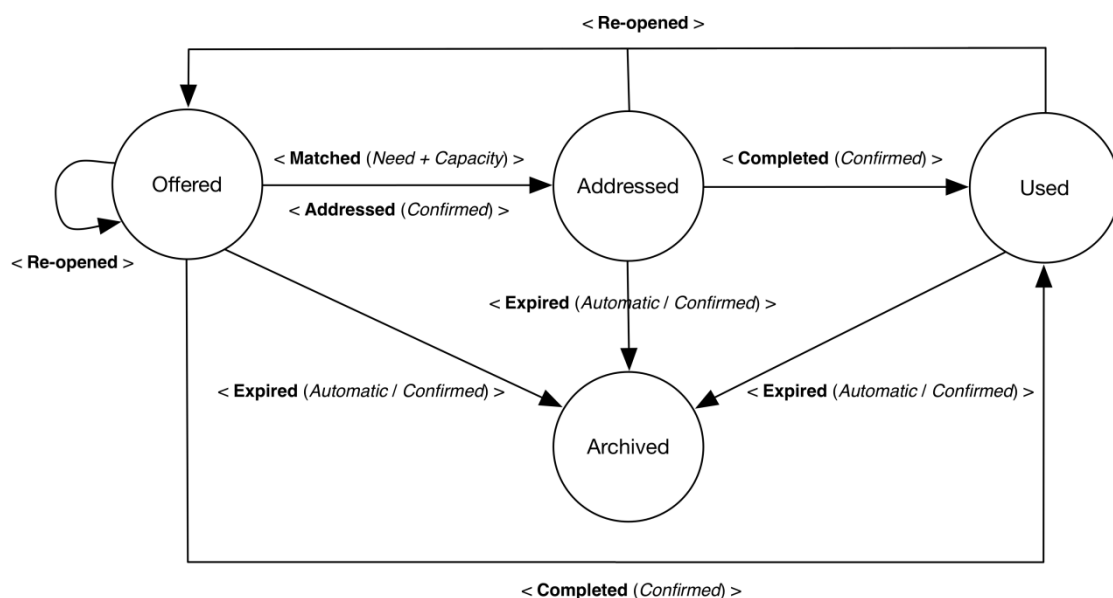 < Re-opened >
< Matched (Need + Capacity) >
< Completed (Confirmed) >
Offered
Addressed
Used
< Addressed (Confirmed) >
< Re-opened >
< Expired (Automatic / Confirmed) >
< Expired (Automatic / Confirmed) >
< Expired (Automatic / Confirmed) >
Archived
< Completed (Confirmed) >